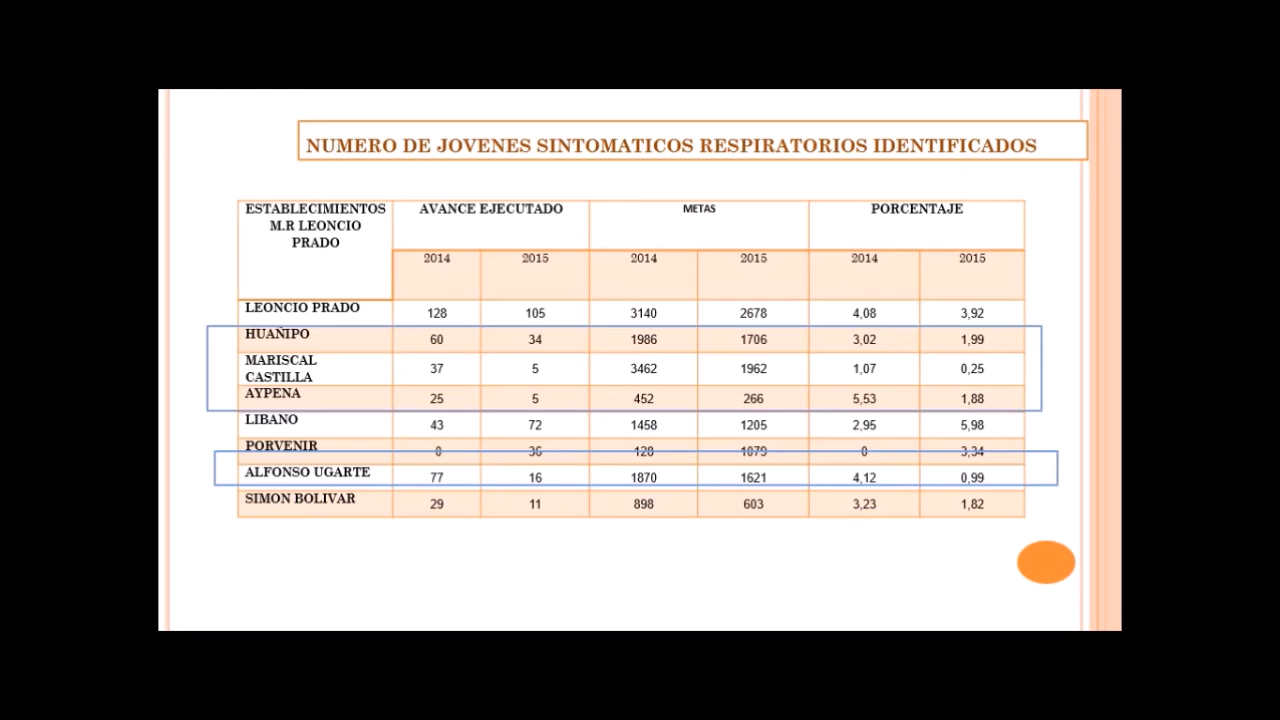 NUMERO DE JOVENES SINTOMATICOS RESPIRATORIOS IDENTIFICADOS
ESTABLECIMIENTOS M.R LEONCIO PRADO AVANCE EJECUTADO METAS PORCENTAJE
2014 2015 2014 2015 2014 2015
LEONCIO PRADO 128 105 3140 2678 4,08 3,92
HUAÑIPO 60 34 1986 1706 3,02 1,99
MARISCAL CASTILLA 37 5 3462 1962 1,07 0,25
AYPENA 25 5 452 266 5,53 1,88
LIBANO 43 72 1458 1205 2,95 5,98
PORVENIR 0 36 128 1079 0 3,34
ALFONSO UGARTE 77 16 1870 1621 4,12 0,99
SIMON BOLIVAR 29 11 898 603 3,23 1,82